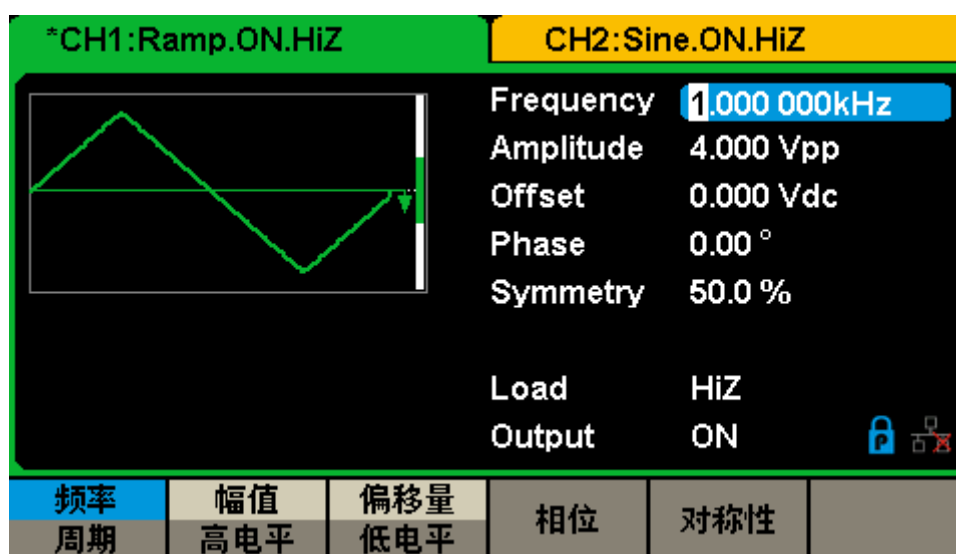 *CH1:Ramp.ON.HiZ CH2:Sine.ON.HiZ
Frequency 1.000 000kHz
Amplitude 4.000 Vpp
Offset 0.000 Vdc
Phase 0.00 °
Symmetry 50.0 %
Load HiZ
Output ON P
频率 幅值 偏移量 相位 对称性
周期 高电平 低电平